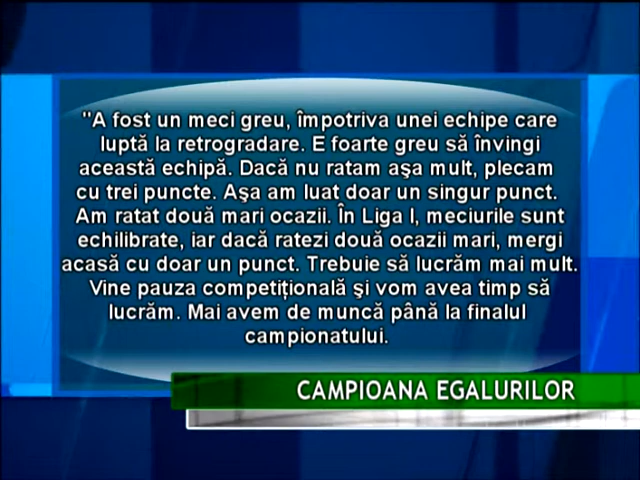 "A fost un meci greu, împotriva unei echipe care
luptă la retrogradare. E foarte greu să învingi
această echipă. Dacă nu ratam aşa mult, plecam
cu trei puncte. Aşa am luat doar un singur punct.
Am ratat două mari ocazii. În Liga I, meciurile sunt
echilibrate, iar dacă ratezi două ocazii mari, mergi
acasă cu doar un punct. Trebuie să lucrăm mai mult.
Vine pauza competiţională şi vom avea timp să
lucrăm. Mai avem de muncă până la finalul
campionatului.
CAMPIOANA EGALURILOR